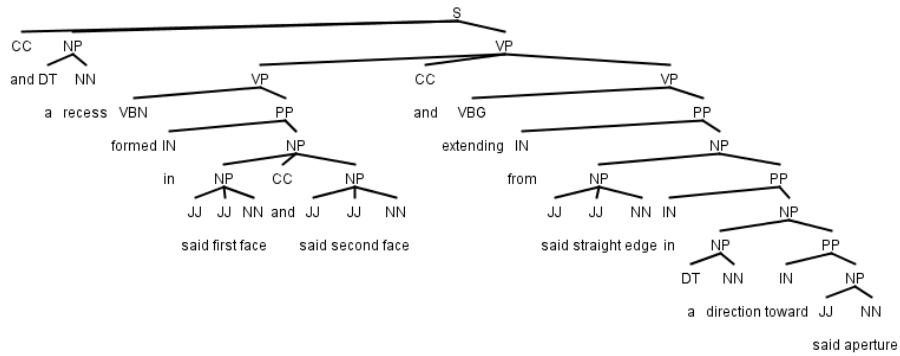 S
CC NP VP
and DT NN VP CC VP
a recess VBN PP and VBG PP
formed IN NP extending IN NP
in NP CC NP from NP PP
JJ JJ NN and JJ JJ NN JJ JJ NN IN NP
said first face said second face said straight edge in NP PP
DT NN IN NP
a direction toward JJ NN
said aperture